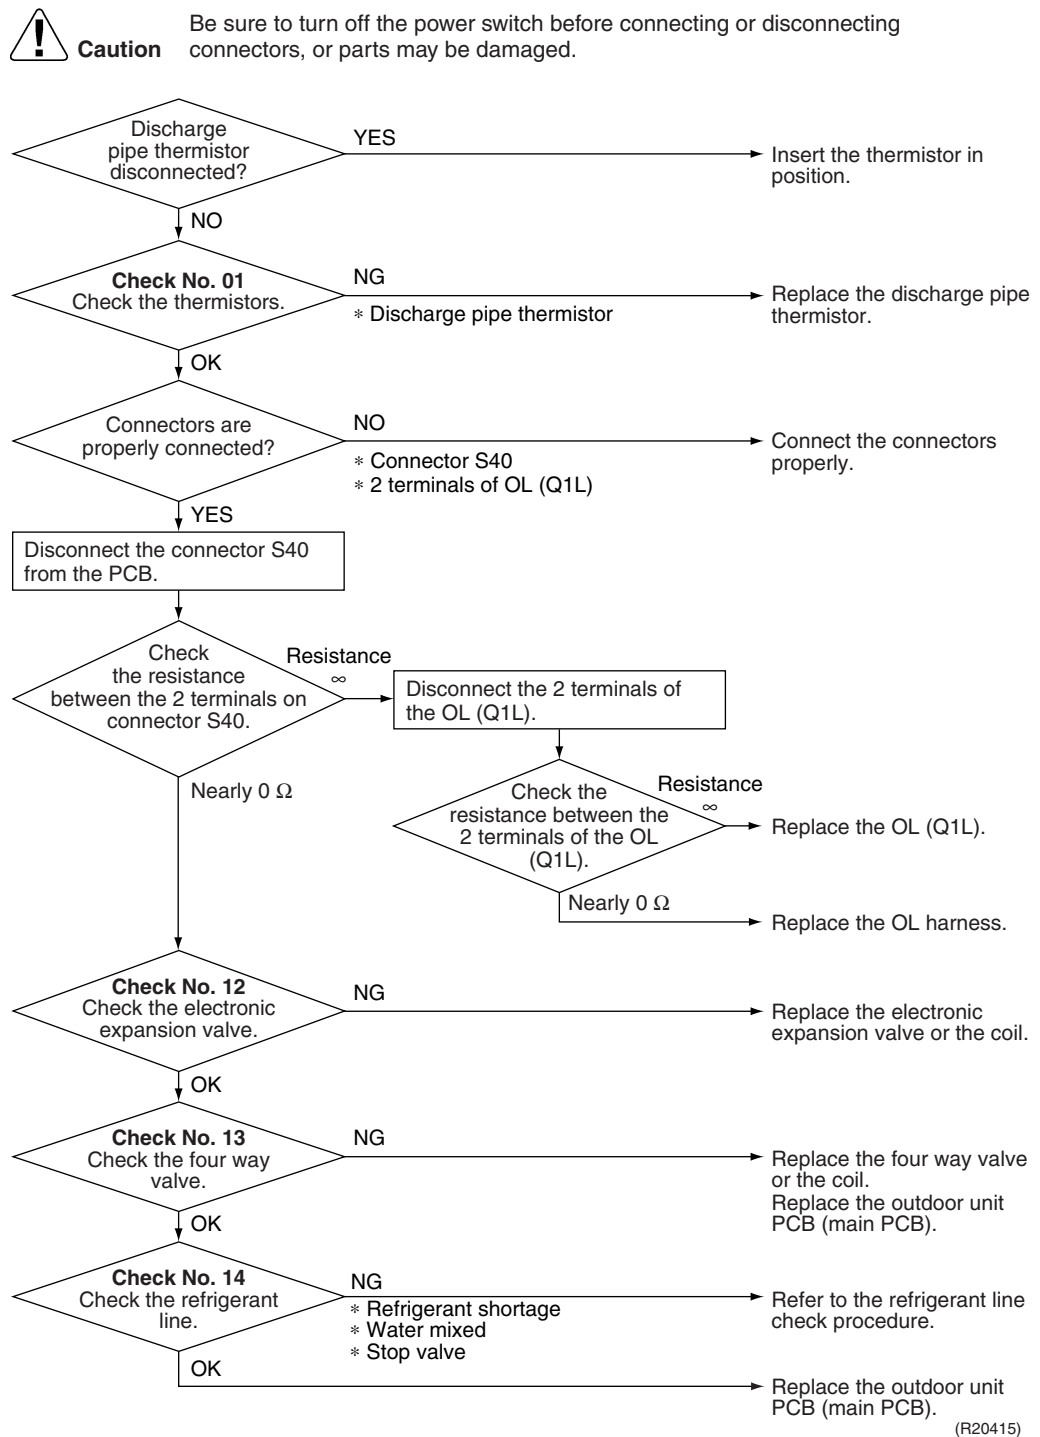 Be sure to turn off the power switch before connecting or disconnecting
Caution connectors, or parts may be damaged.
Discharge
pipe thermistor
disconnected?
YES
Insert the thermistor in
position.
NO
Check No. 01
Check the thermistors.
NG
* Discharge pipe thermistor
Replace the discharge pipe
thermistor.
OK
Connectors are
properly connected?
NO
* Connector S40
* 2 terminals of OL (Q1L)
Connect the connectors
properly.
YES
Disconnect the connector S40
from the PCB.
Check
the resistance
between the 2 terminals on
connector S40.
Resistance
∞
Disconnect the 2 terminals of
the OL (Q1L).
Nearly 0 Ω
Check the
resistance between the
2 terminals of the OL
(Q1L).
Resistance
∞
Replace the OL (Q1L).
Nearly 0 Ω
Replace the OL harness.
Check No. 12
Check the electronic
expansion valve.
NG
Replace the electronic
expansion valve or the coil.
OK
Check No. 13
Check the four way
valve.
NG
Replace the four way valve
or the coil.
Replace the outdoor unit
PCB (main PCB).
OK
Check No. 14
Check the refrigerant
line.
NG
* Refrigerant shortage
* Water mixed
* Stop valve
Refer to the refrigerant line
check procedure.
OK
Replace the outdoor unit
PCB (main PCB).
(R20415)